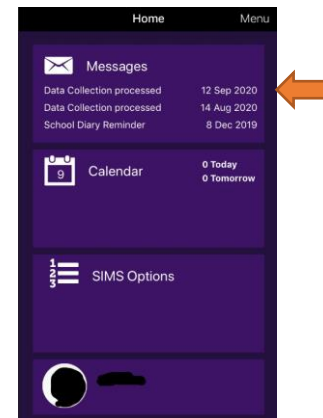 Home Menu
Messages
Data Collection processed 12 Sep 2020
Data Collection processed 14 Aug 2020
School Diary Reminder 8 Dec 2019
9 Calendar 0 Today
0 Tomorrow
1
2
3
SIMS Options